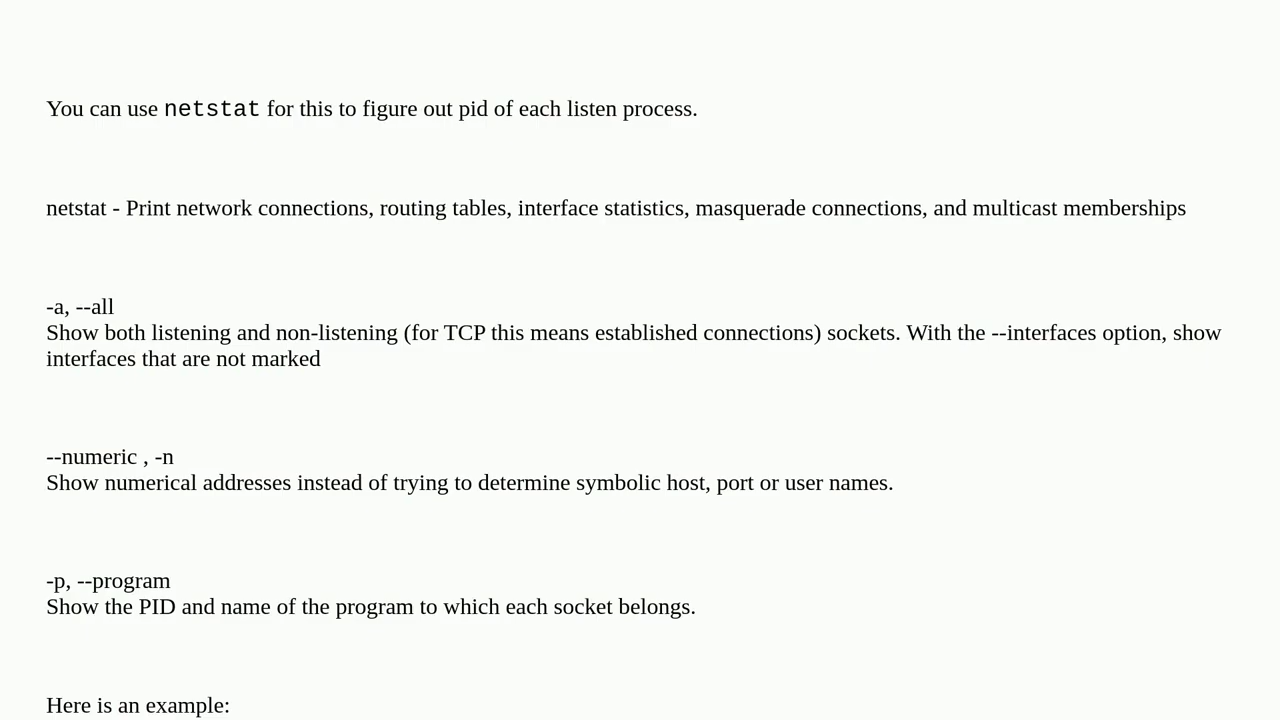 You can use netstat for this to figure out pid of each listen process.
netstat - Print network connections, routing tables, interface statistics, masquerade connections, and multicast memberships
-a, --all
Show both listening and non-listening (for TCP this means established connections) sockets. With the --interfaces option, show
interfaces that are not marked
--numeric , -n
Show numerical addresses instead of trying to determine symbolic host, port or user names.
-p, --program
Show the PID and name of the program to which each socket belongs.
Here is an example: